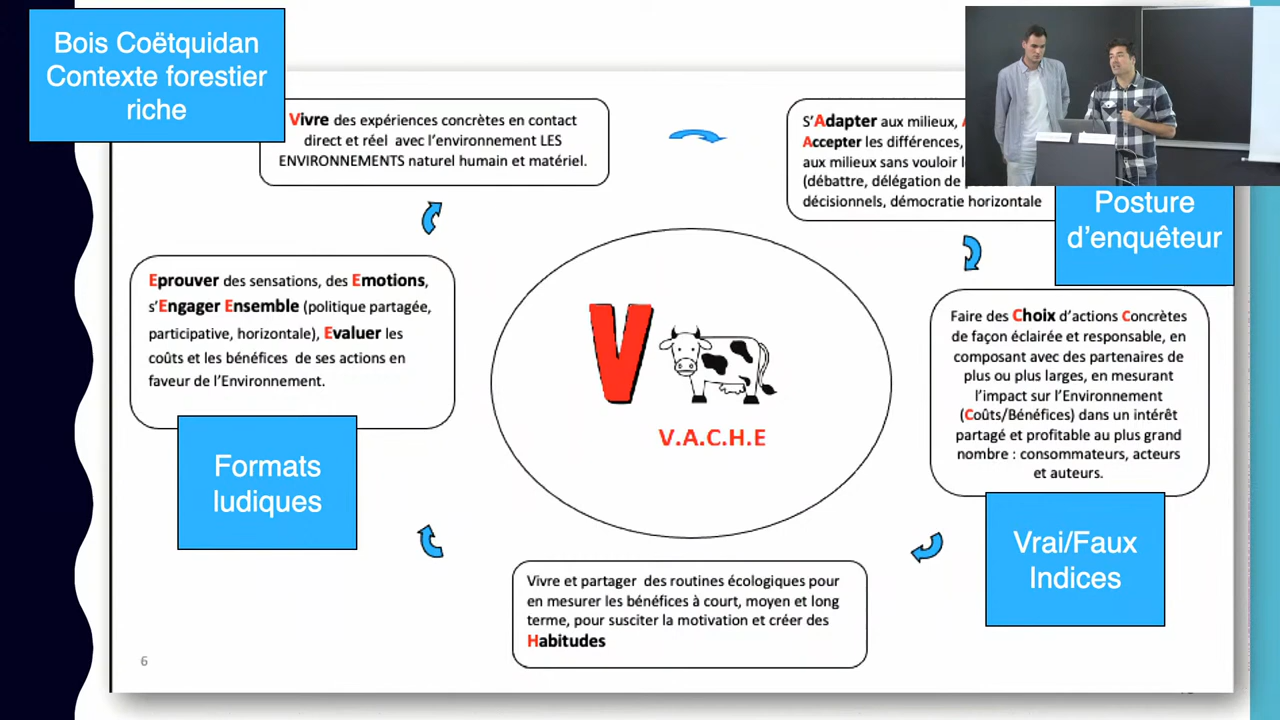 Bois Coëtquidan
Contexte forestier
riche
Vivre des expériences concrètes en contact
direct et réel avec l’environnement LES
ENVIRONNEMENTS naturel humain et matériel.
S’Adapter aux milieux,
Accepter les différences,
aux milieux sans vouloir
(débattre, délégation de
décisionnels, démocratie horizontale
Posture
d’enquêteur
Eprouver des sensations, des Emotions,
s’Engager Ensemble (politique partagée,
participative, horizontale), Evaluer les
coûts et les bénéfices de ses actions en
faveur de l’Environnement.
Faire des Choix d’actions Concrètes
de façon éclairée et responsable, en
composant avec des partenaires de
plus ou plus larges, en mesurant
l’impact sur l’Environnement
(Coûts/Bénéfices) dans un intérêt
partagé et profitable au plus grand
nombre : consommateurs, acteurs
et auteurs.
V
V.A.C.H.E
Formats
ludiques
Vrai/Faux
Indices
Vivre et partager des routines écologiques pour
en mesurer les bénéfices à court, moyen et long
terme, pour susciter la motivation et créer des
Habitudes
6